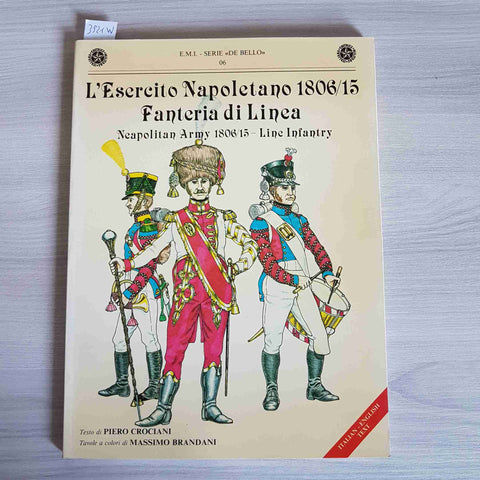 3521W
E.M.I. - SERIE «DE BELLO»
06
L'Esercito Napoletano 1806/15
Fanteria di Linea
Neapolitan Army 1806/15 - Line Infantry
Testo di PIERO CROCIANI
Tavole a colori di MASSIMO BRANDANI
ITALIAN - ENGLISH
TEXT